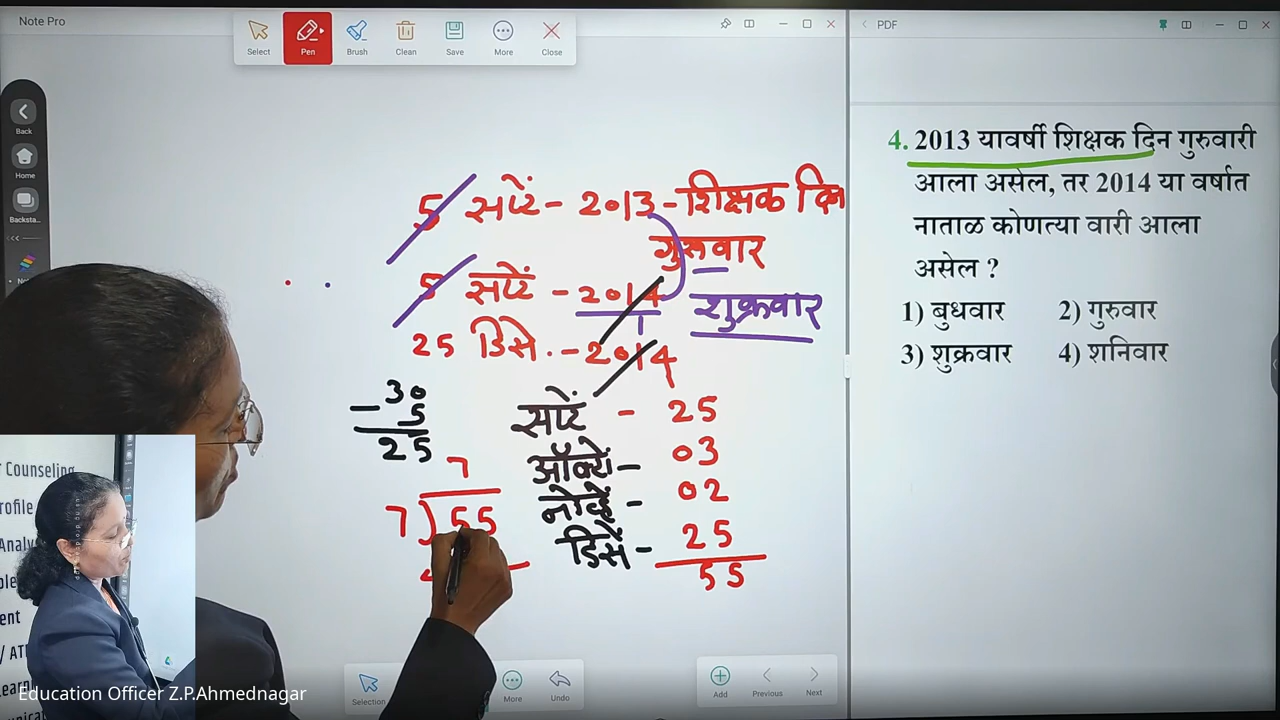 Note Pro
Select Pen Brush Clean Save More Close
PDF
Back
Home
Backsta...
5 सप्टें - 2013 - शिक्षक दिन
गुरुवार
5 सप्टें - 2014
शुक्रवार
25 डिसें. - 2014
30
- 5
25
सप्टें - 25
ऑक्टो - 03
नोव्हें - 02
डिसें - 25
55
7
7 ) 55
4. 2013 यावर्षी शिक्षक दिन गुरुवारी
आला असेल, तर 2014 या वर्षात
नाताळ कोणत्या वारी आला
असेल ?
1) बुधवार 2) गुरुवार
3) शुक्रवार 4) शनिवार
Counseling
Selection More Undo
Add Previous Next
Education Officer Z.P.Ahmednagar